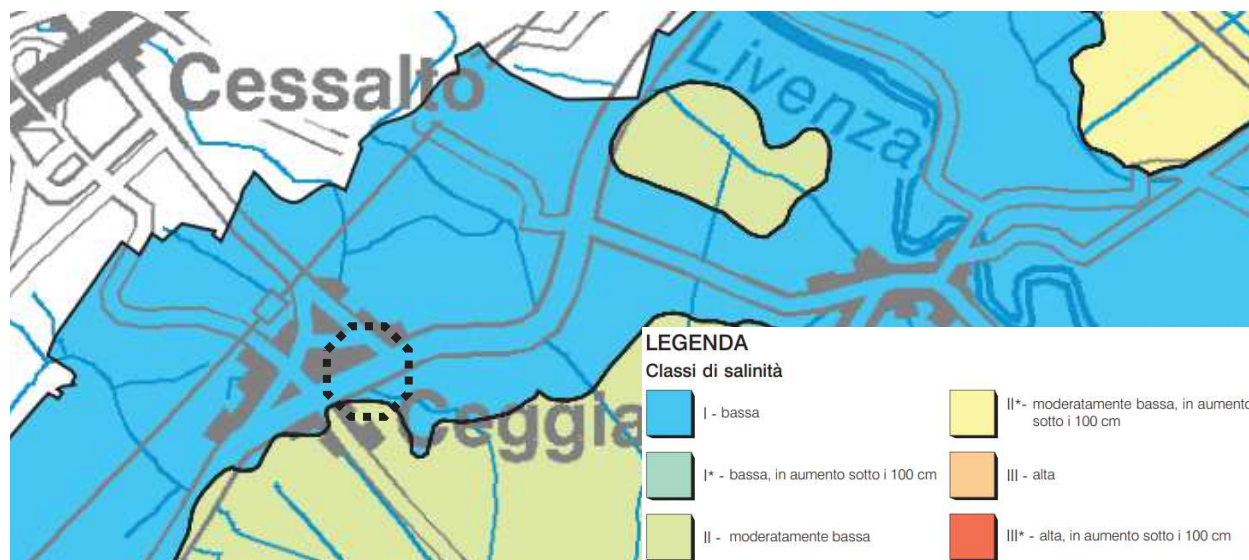 Cessalto
Livenza
Ceggia
LEGENDA
Classi di salinità
I - bassa
I* - bassa, in aumento sotto i 100 cm
II - moderatamente bassa
II*- moderatamente bassa, in aumento
sotto i 100 cm
III - alta
III* - alta, in aumento sotto i 100 cm